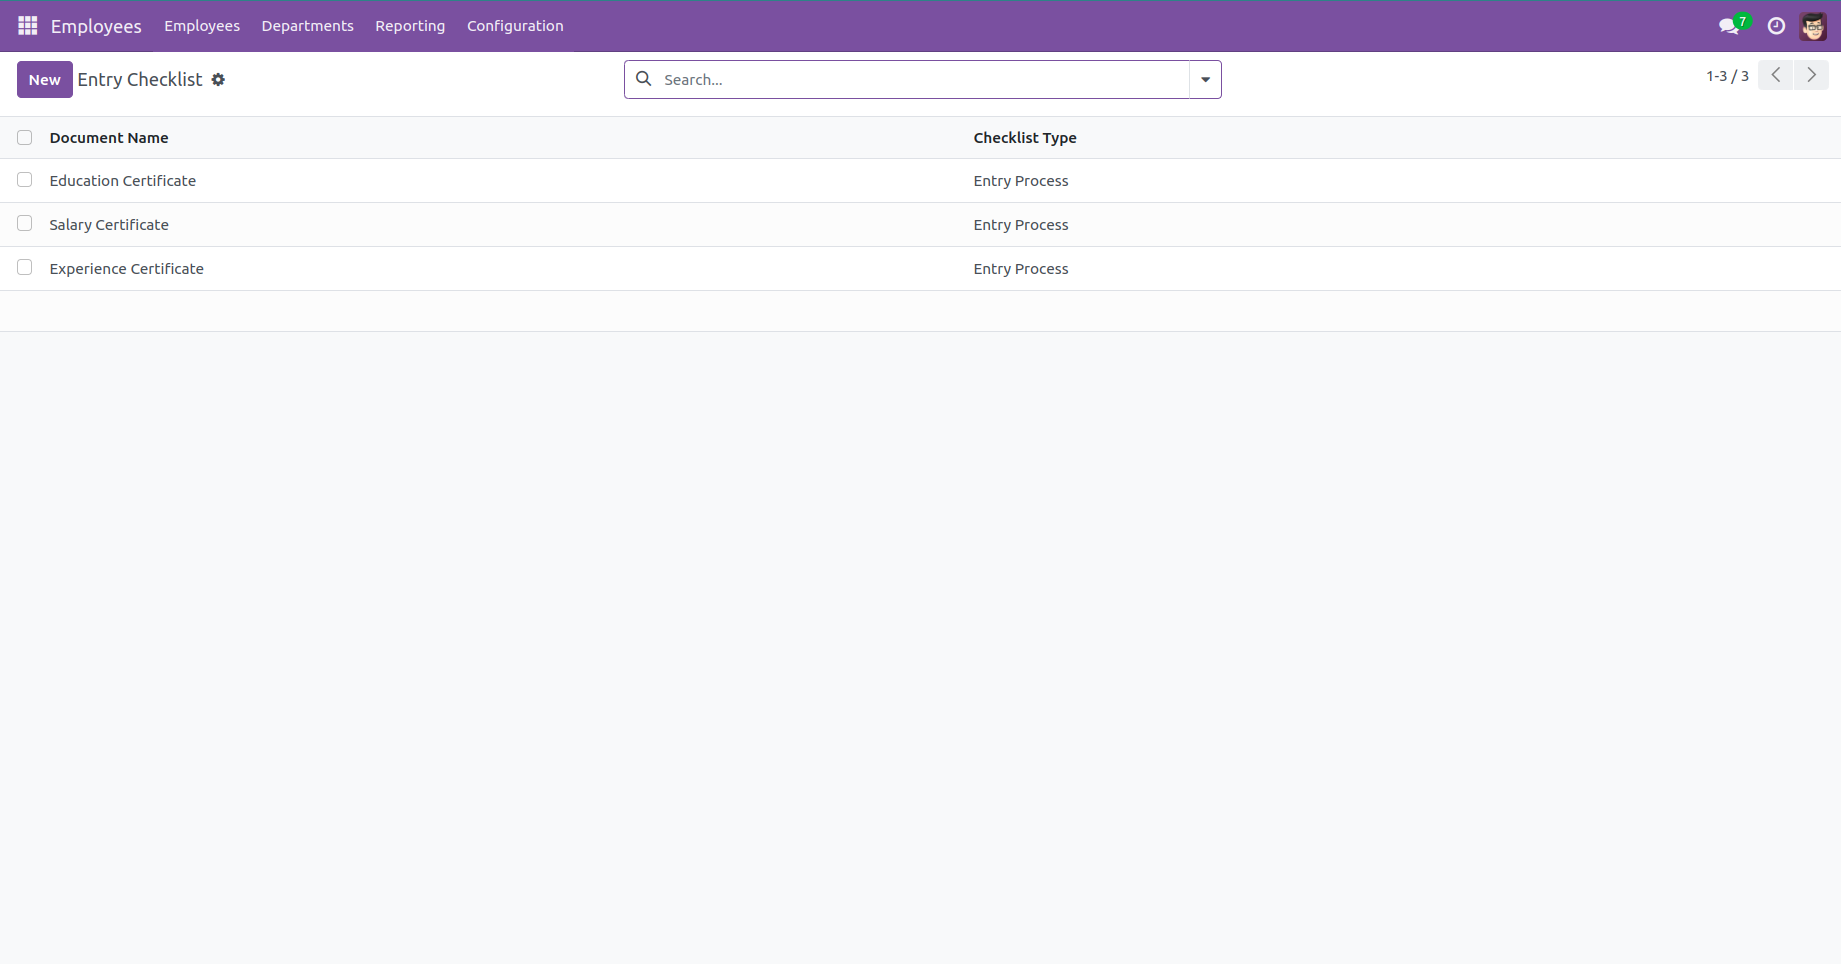 Employees Employees Departments Reporting Configuration 7
New Entry Checklist Search... 1-3 / 3
Document Name Checklist Type
Education Certificate Entry Process
Salary Certificate Entry Process
Experience Certificate Entry Process